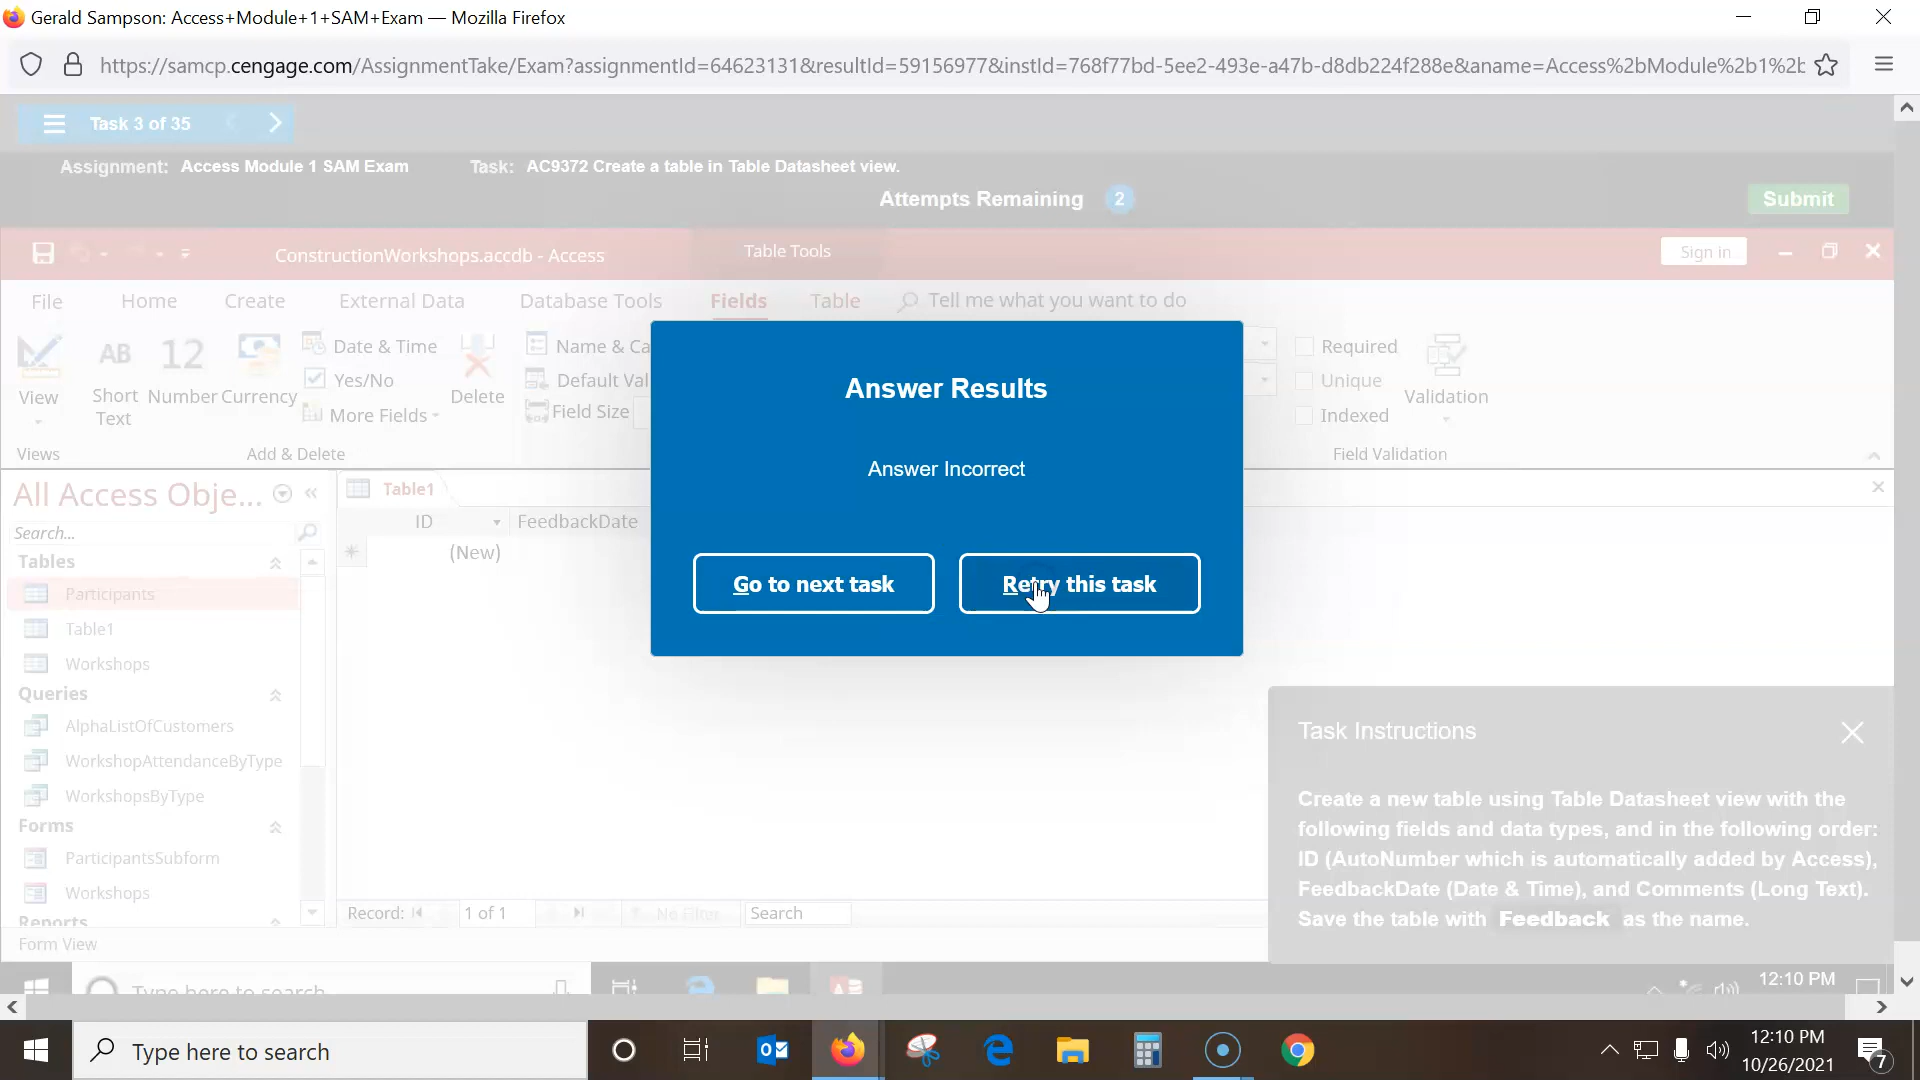 Gerald Sampson: Access+Module+1+SAM+Exam — Mozilla Firefox
https://samcp.cengage.com/AssignmentTake/Exam?assignmentId=64623131&resultId=59156977&instId=768f77bd-5ee2-493e-a47b-d8db224f288e&aname=Access%2bModule%2b1%2b
Task 3 of 35
Assignment: Access Module 1 SAM Exam Task: AC9372 Create a table in Table Datasheet view.
Attempts Remaining 2
Submit
ConstructionWorkshops.accdb - Access
Table Tools
Sign in
File Home Create External Data Database Tools Fields Table Tell me what you want to do
View
AB
Short
Text
12
Number
Currency
Date & Time
Yes/No
More Fields
Delete
Name & Ca
Default Val
Field Size
Required
Unique
Indexed
Validation
Views
Add & Delete
Field Validation
All Access Obje...
Search...
Tables
Participants
Table1
Workshops
Queries
AlphaListOfCustomers
WorkshopAttendanceByType
WorkshopsByType
Forms
ParticipantsSubform
Workshops
Reports
Form View
Table1
ID FeedbackDate
(New)
Record: 1 of 1 No Filter Search
Answer Results
Answer Incorrect
Go to next task
Retry this task
Task Instructions
Create a new table using Table Datasheet view with the
following fields and data types, and in the following order:
ID (AutoNumber which is automatically added by Access),
FeedbackDate (Date & Time), and Comments (Long Text).
Save the table with Feedback as the name.
Type here to search
12:10 PM
Type here to search
12:10 PM
10/26/2021
7